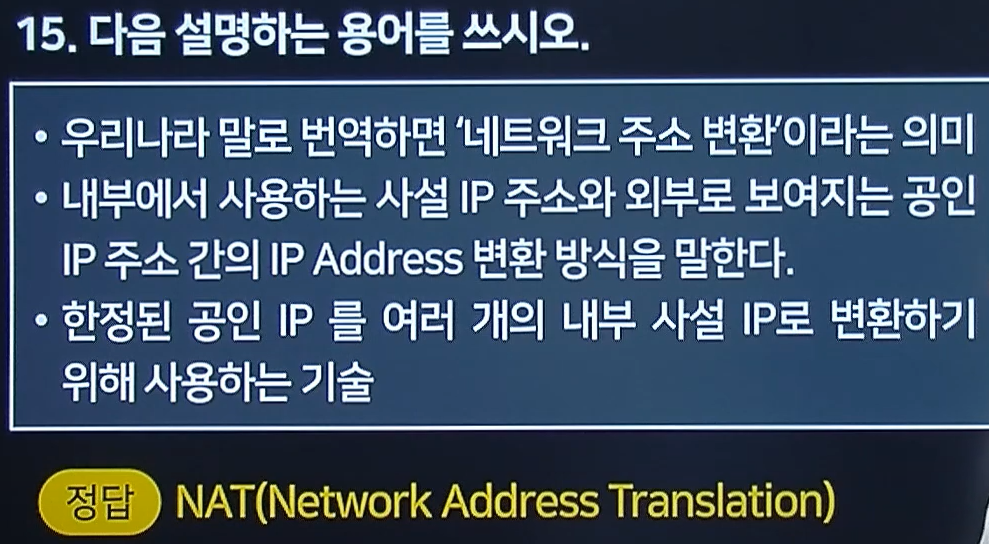 15. 다음 설명하는 용어를 쓰시오.
• 우리나라 말로 번역하면 ‘네트워크 주소 변환’이라는 의미
• 내부에서 사용하는 사설 IP 주소와 외부로 보여지는 공인
IP 주소 간의 IP Address 변환 방식을 말한다.
• 한정된 공인 IP 를 여러 개의 내부 사설 IP로 변환하기
위해 사용하는 기술
정답 NAT(Network Address Translation)